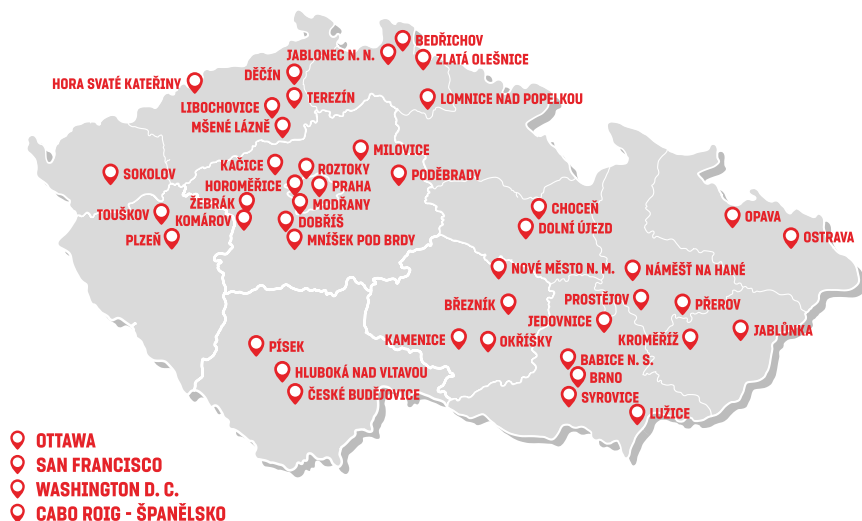 BEDŘICHOV
JABLONEC N. N.
ZLATÁ OLEŠNICE
DĚČÍN
HORA SVATÉ KATEŘINY
TEREZÍN
LOMNICE NAD POPELKOU
LIBOCHOVICE
MŠENÉ LÁZNĚ
MILOVICE
KAČICE
ROZTOKY
PODĚBRADY
SOKOLOV
HOROMĚŘICE
PRAHA
ŽEBRÁK
MODŘANY
CHOCEŇ
TOUŠKOV
KOMÁROV
DOBŘÍŠ
DOLNÍ ÚJEZD
OPAVA
PLZEŇ
MNÍŠEK POD BRDY
OSTRAVA
NOVÉ MĚSTO N. M.
NÁMĚŠŤ NA HANÉ
BŘEZNÍK
PROSTĚJOV
PŘEROV
JEDOVNICE
JABLŮNKA
KAMENICE
OKŘÍŠKY
KROMĚŘÍŽ
PÍSEK
BABICE N. S.
HLUBOKÁ NAD VLTAVOU
BRNO
ČESKÉ BUDĚJOVICE
SYROVICE
LUŽICE
OTTAWA
SAN FRANCISCO
WASHINGTON D. C.
CABO ROIG - ŠPANĚLSKO